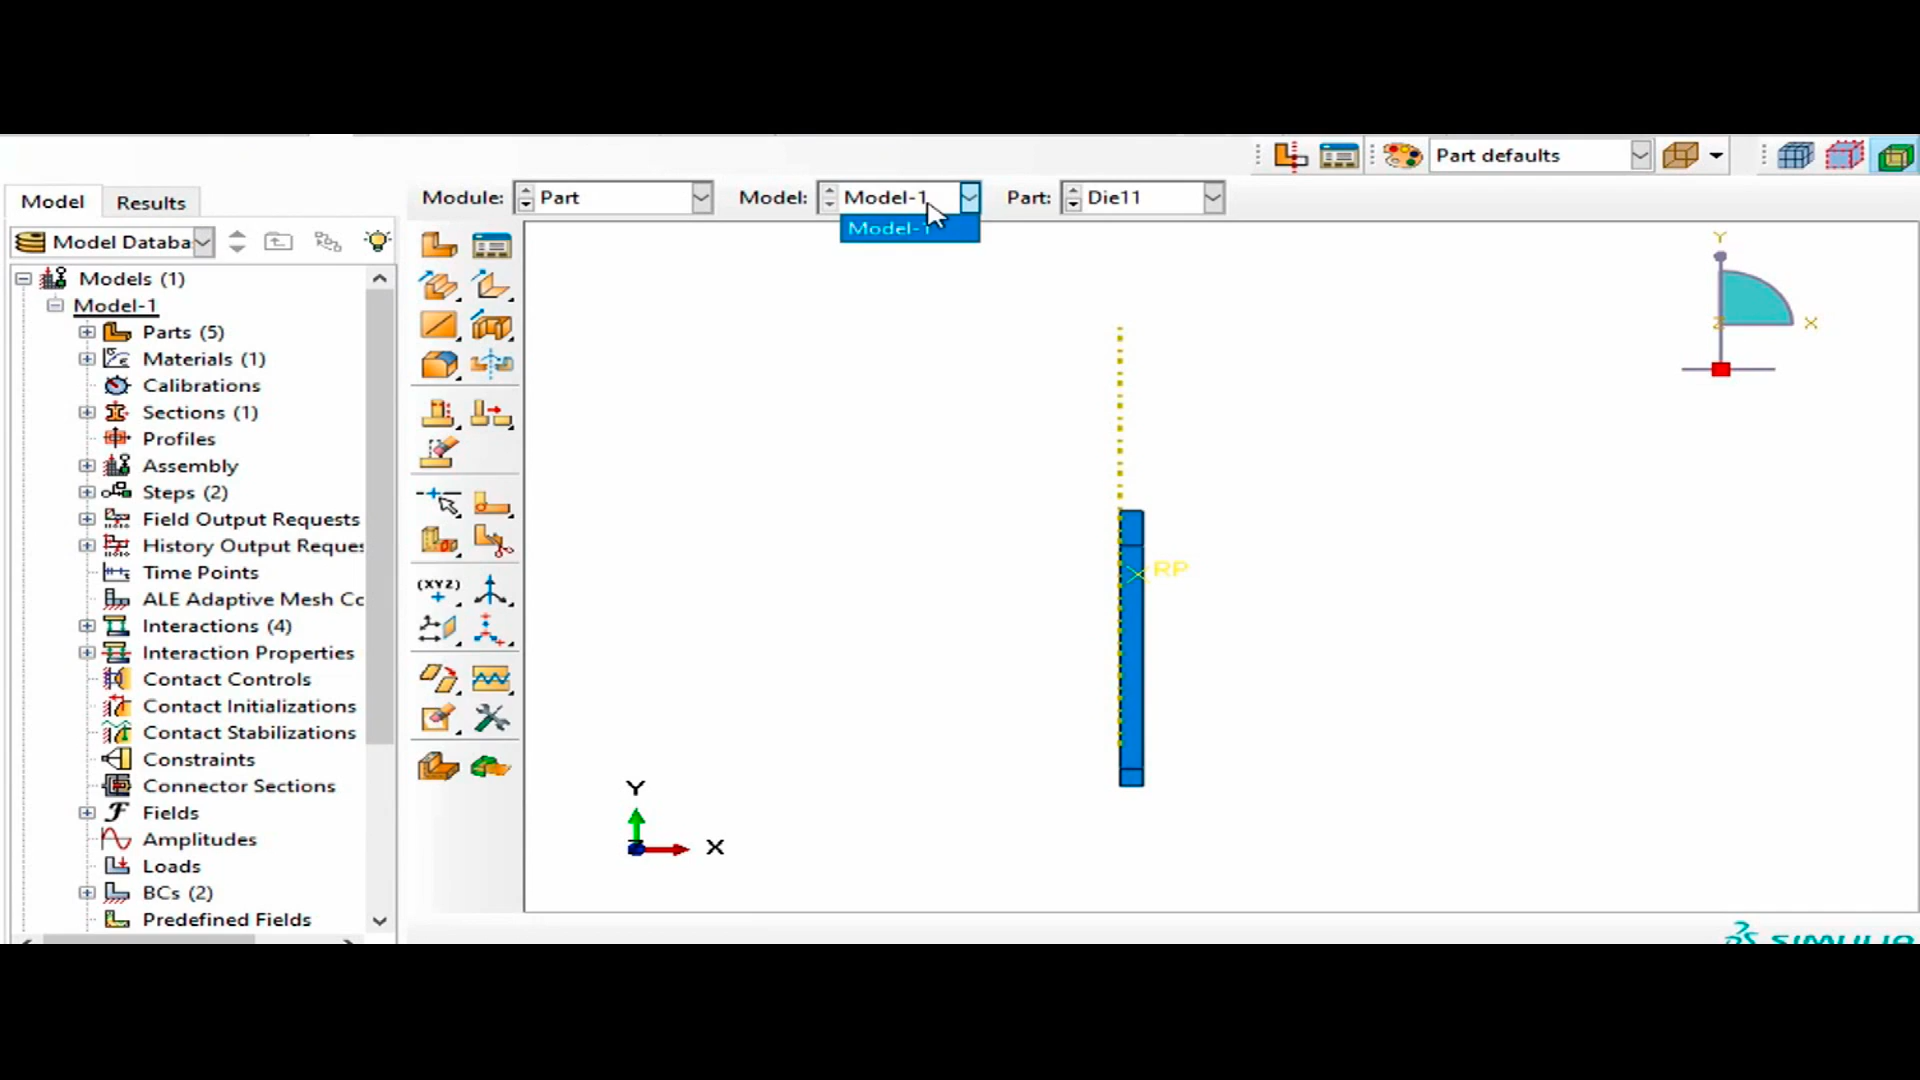 Part defaults
Model Results
Module: Part Model: Model-1 Part: Die11
Model-1
Model Databa
Models (1)
Model-1
Parts (5)
Materials (1)
Calibrations
Sections (1)
Profiles
Assembly
Steps (2)
Field Output Requests
History Output Reques
Time Points
ALE Adaptive Mesh Co
Interactions (4)
Interaction Properties
Contact Controls
Contact Initializations
Contact Stabilizations
Constraints
Connector Sections
Fields
Amplitudes
Loads
BCs (2)
Predefined Fields
(XYZ)
Y
Z X
RP
Y
X
SIMULIA